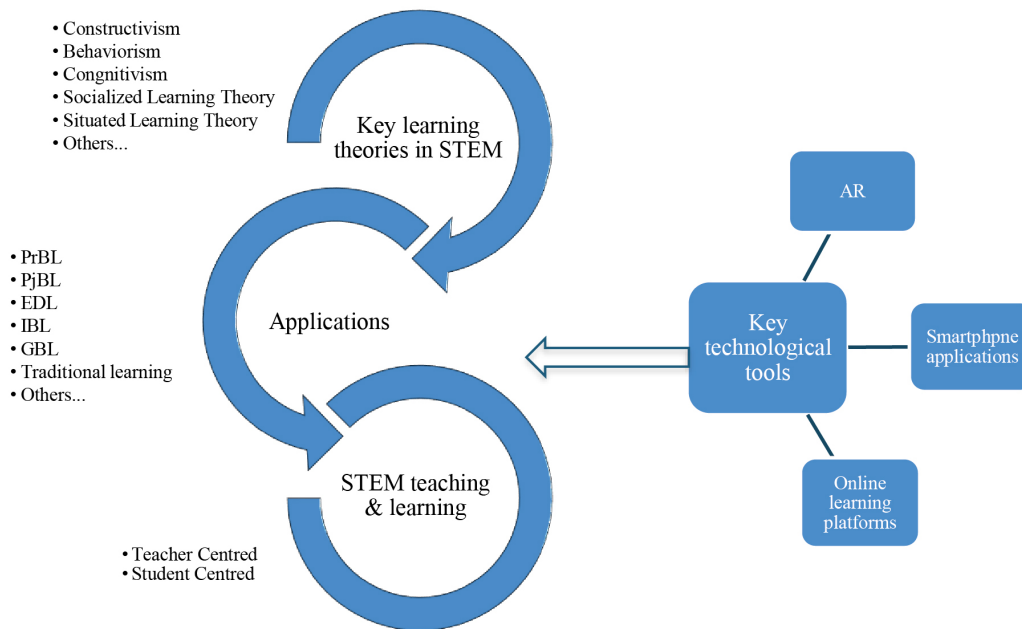 • Constructivism
• Behaviorism
• Congnitivism
• Socialized Learning Theory
• Situated Learning Theory
• Others...
Key learning
theories in STEM
• PrBL
• PjBL
• EDL
• IBL
• GBL
• Traditional learning
• Others...
Applications
STEM teaching
& learning
• Teacher Centred
• Student Centred
AR
Key
technological
tools
Smartphpne
applications
Online
learning
platforms